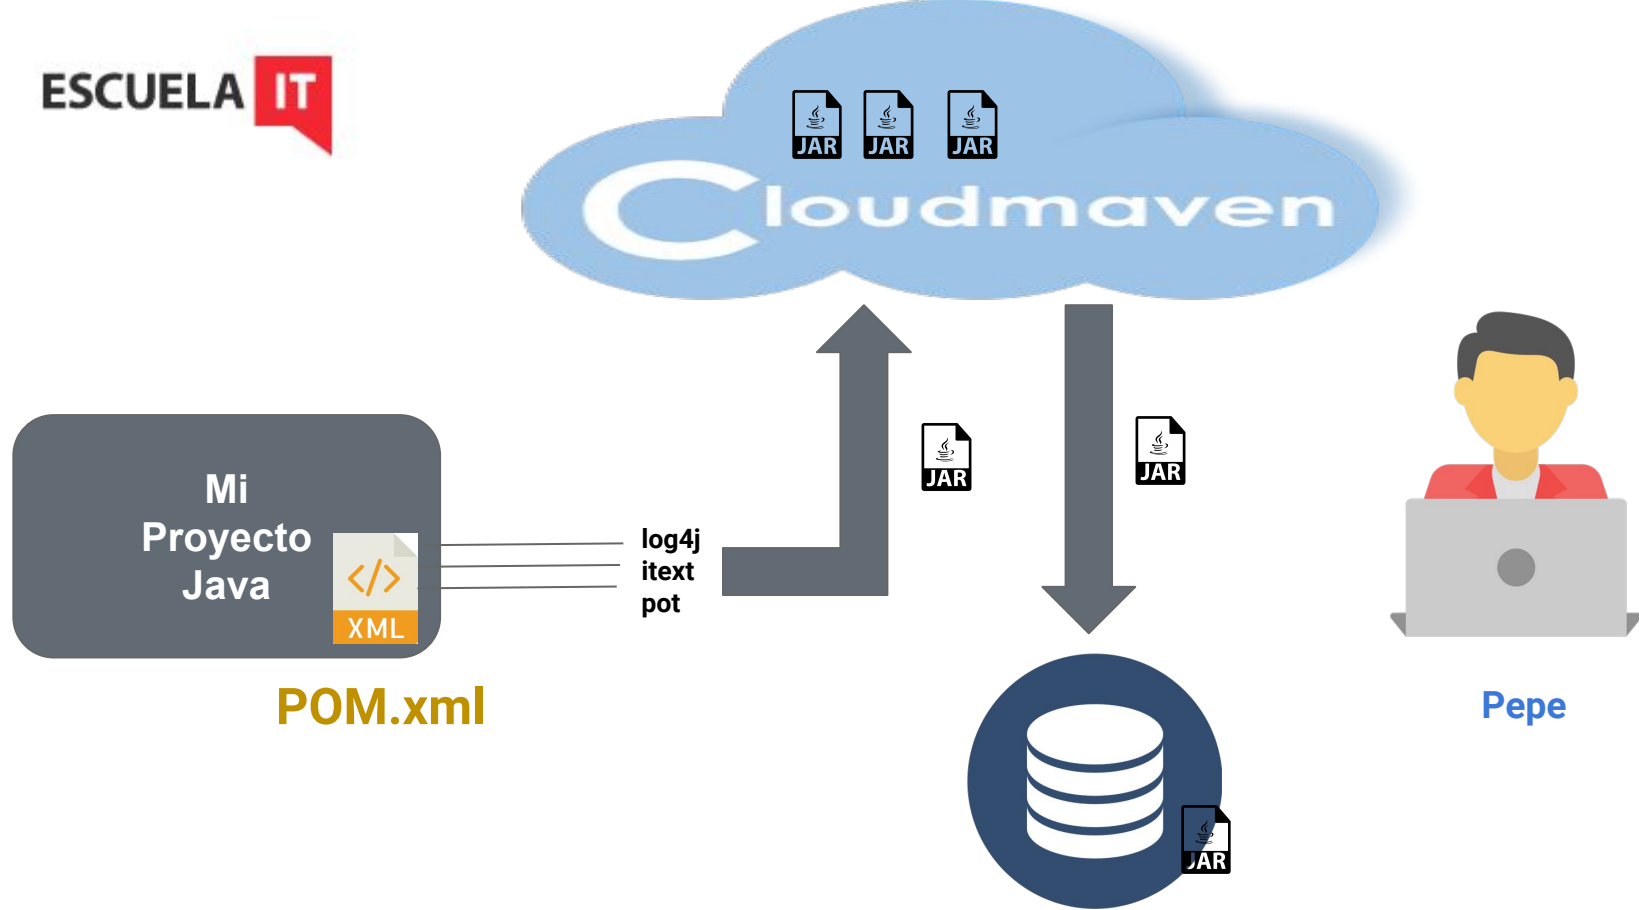 ESCUELA IT
JAR JAR JAR
Cloudmaven
JAR
JAR
Mi
Proyecto
Java
XML
log4j
itext
pot
POM.xml
Pepe
JAR